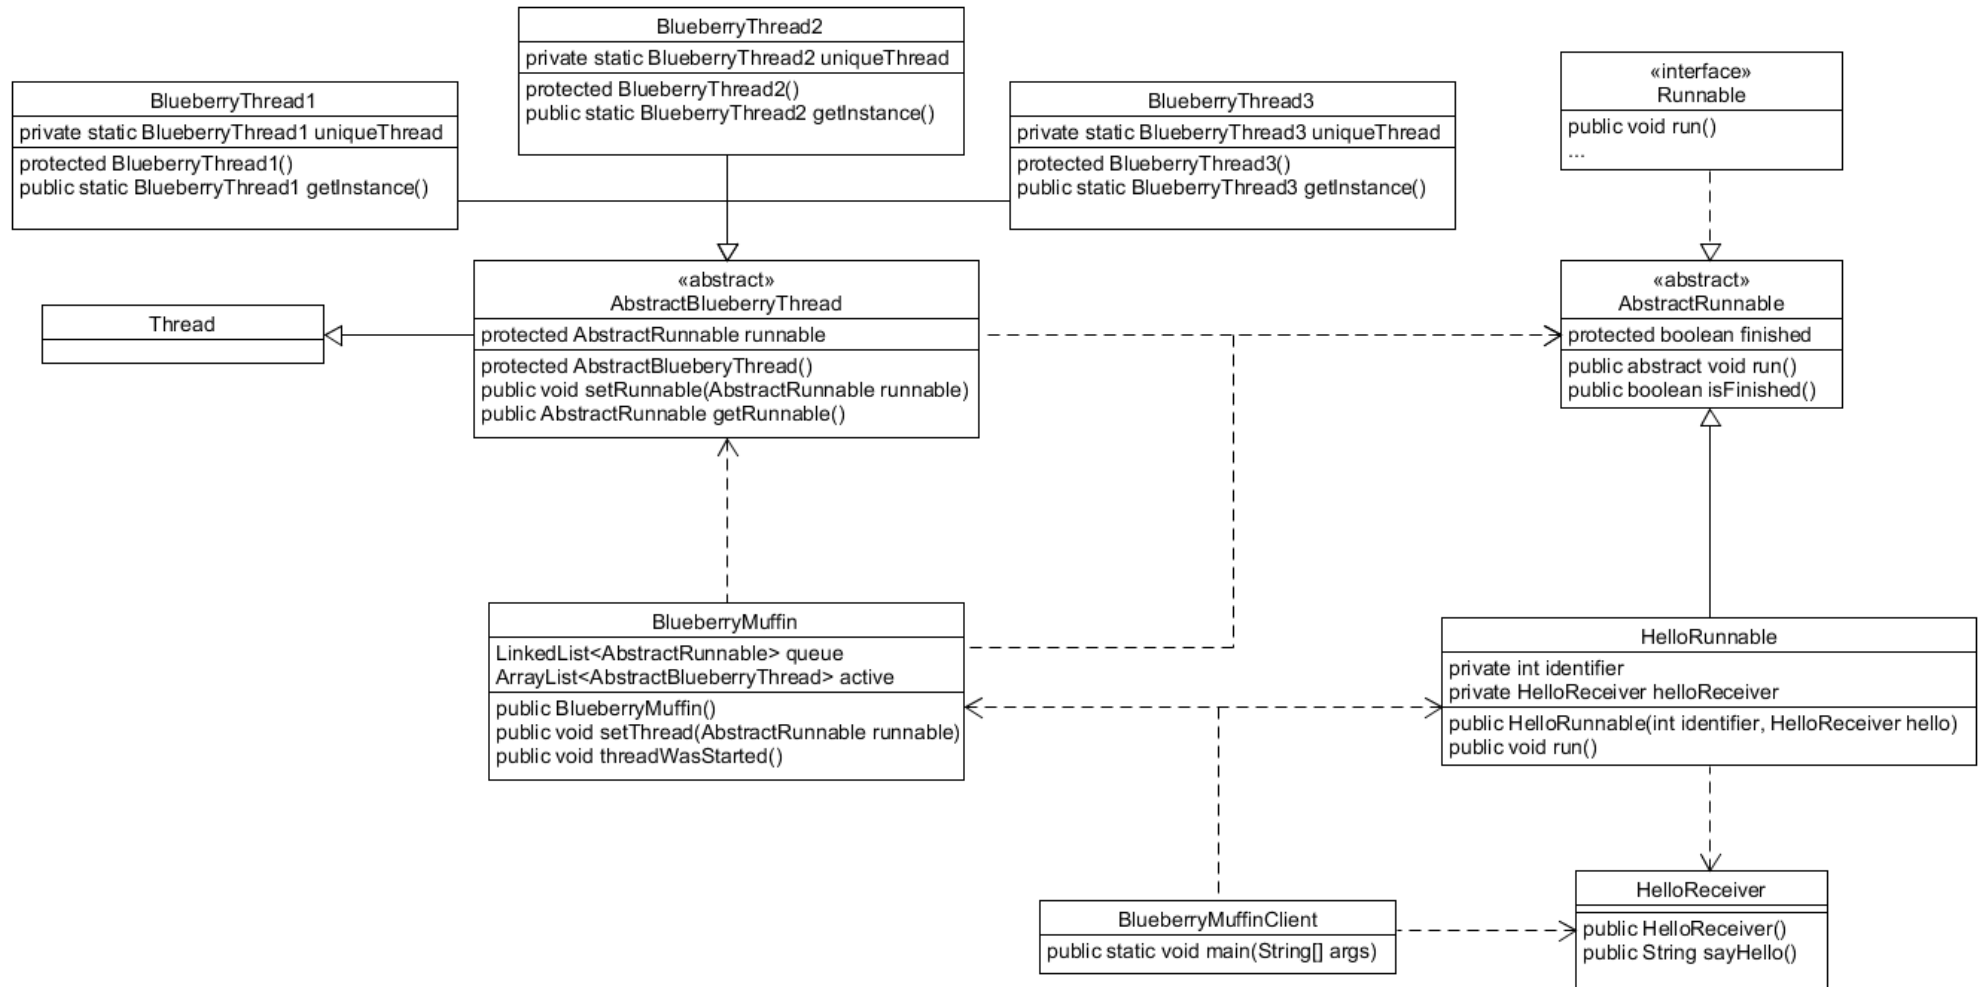 BlueberryThread2
private static BlueberryThread2 uniqueThread
protected BlueberryThread2()
public static BlueberryThread2 getInstance()
BlueberryThread1
private static BlueberryThread1 uniqueThread
protected BlueberryThread1()
public static BlueberryThread1 getInstance()
BlueberryThread3
private static BlueberryThread3 uniqueThread
protected BlueberryThread3()
public static BlueberryThread3 getInstance()
«interface»
Runnable
public void run()
...
Thread
«abstract»
AbstractBlueberryThread
protected AbstractRunnable runnable
protected AbstractBlueberyThread()
public void setRunnable(AbstractRunnable runnable)
public AbstractRunnable getRunnable()
«abstract»
AbstractRunnable
protected boolean finished
public abstract void run()
public boolean isFinished()
BlueberryMuffin
LinkedList<AbstractRunnable> queue
ArrayList<AbstractBlueberryThread> active
public BlueberryMuffin()
public void setThread(AbstractRunnable runnable)
public void threadWasStarted()
HelloRunnable
private int identifier
private HelloReceiver helloReceiver
public HelloRunnable(int identifier, HelloReceiver hello)
public void run()
BlueberryMuffinClient
public static void main(String[] args)
HelloReceiver
public HelloReceiver()
public String sayHello()